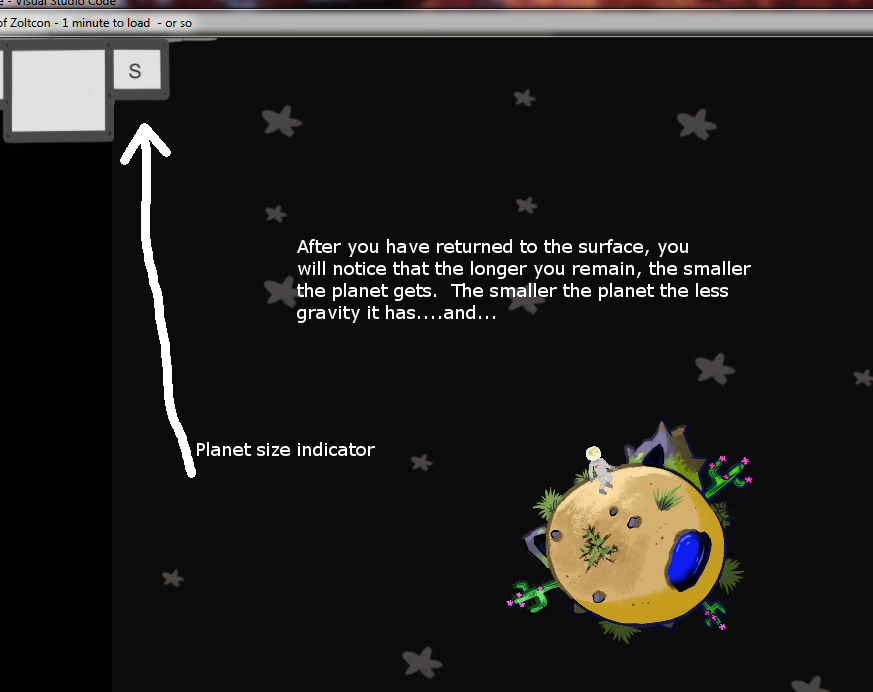 e - Visual Studio Code
of Zoltcon - 1 minute to load - or so
S
After you have returned to the surface, you
will notice that the longer you remain, the smaller
the planet gets. The smaller the planet the less
gravity it has....and...
Planet size indicator